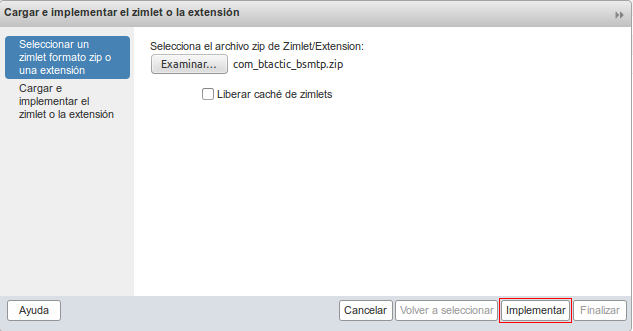 Cargar e implementar el zimlet o la extensión
Seleccionar un
zimlet formato zip o
una extensión
Cargar e
implementar el
zimlet o la extensión
Selecciona el archivo zip de Zimlet/Extension:
Examinar... com_btactic_bsmtp.zip
Liberar caché de zimlets
Ayuda Cancelar Volver a seleccionar Implementar Finalizar